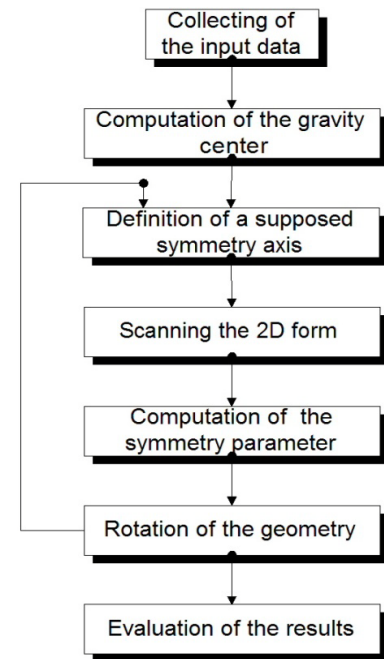 Collecting of
the input data
Computation of the gravity
center
Definition of a supposed
symmetry axis
Scanning the 2D form
Computation of the
symmetry parameter
Rotation of the geometry
Evaluation of the results